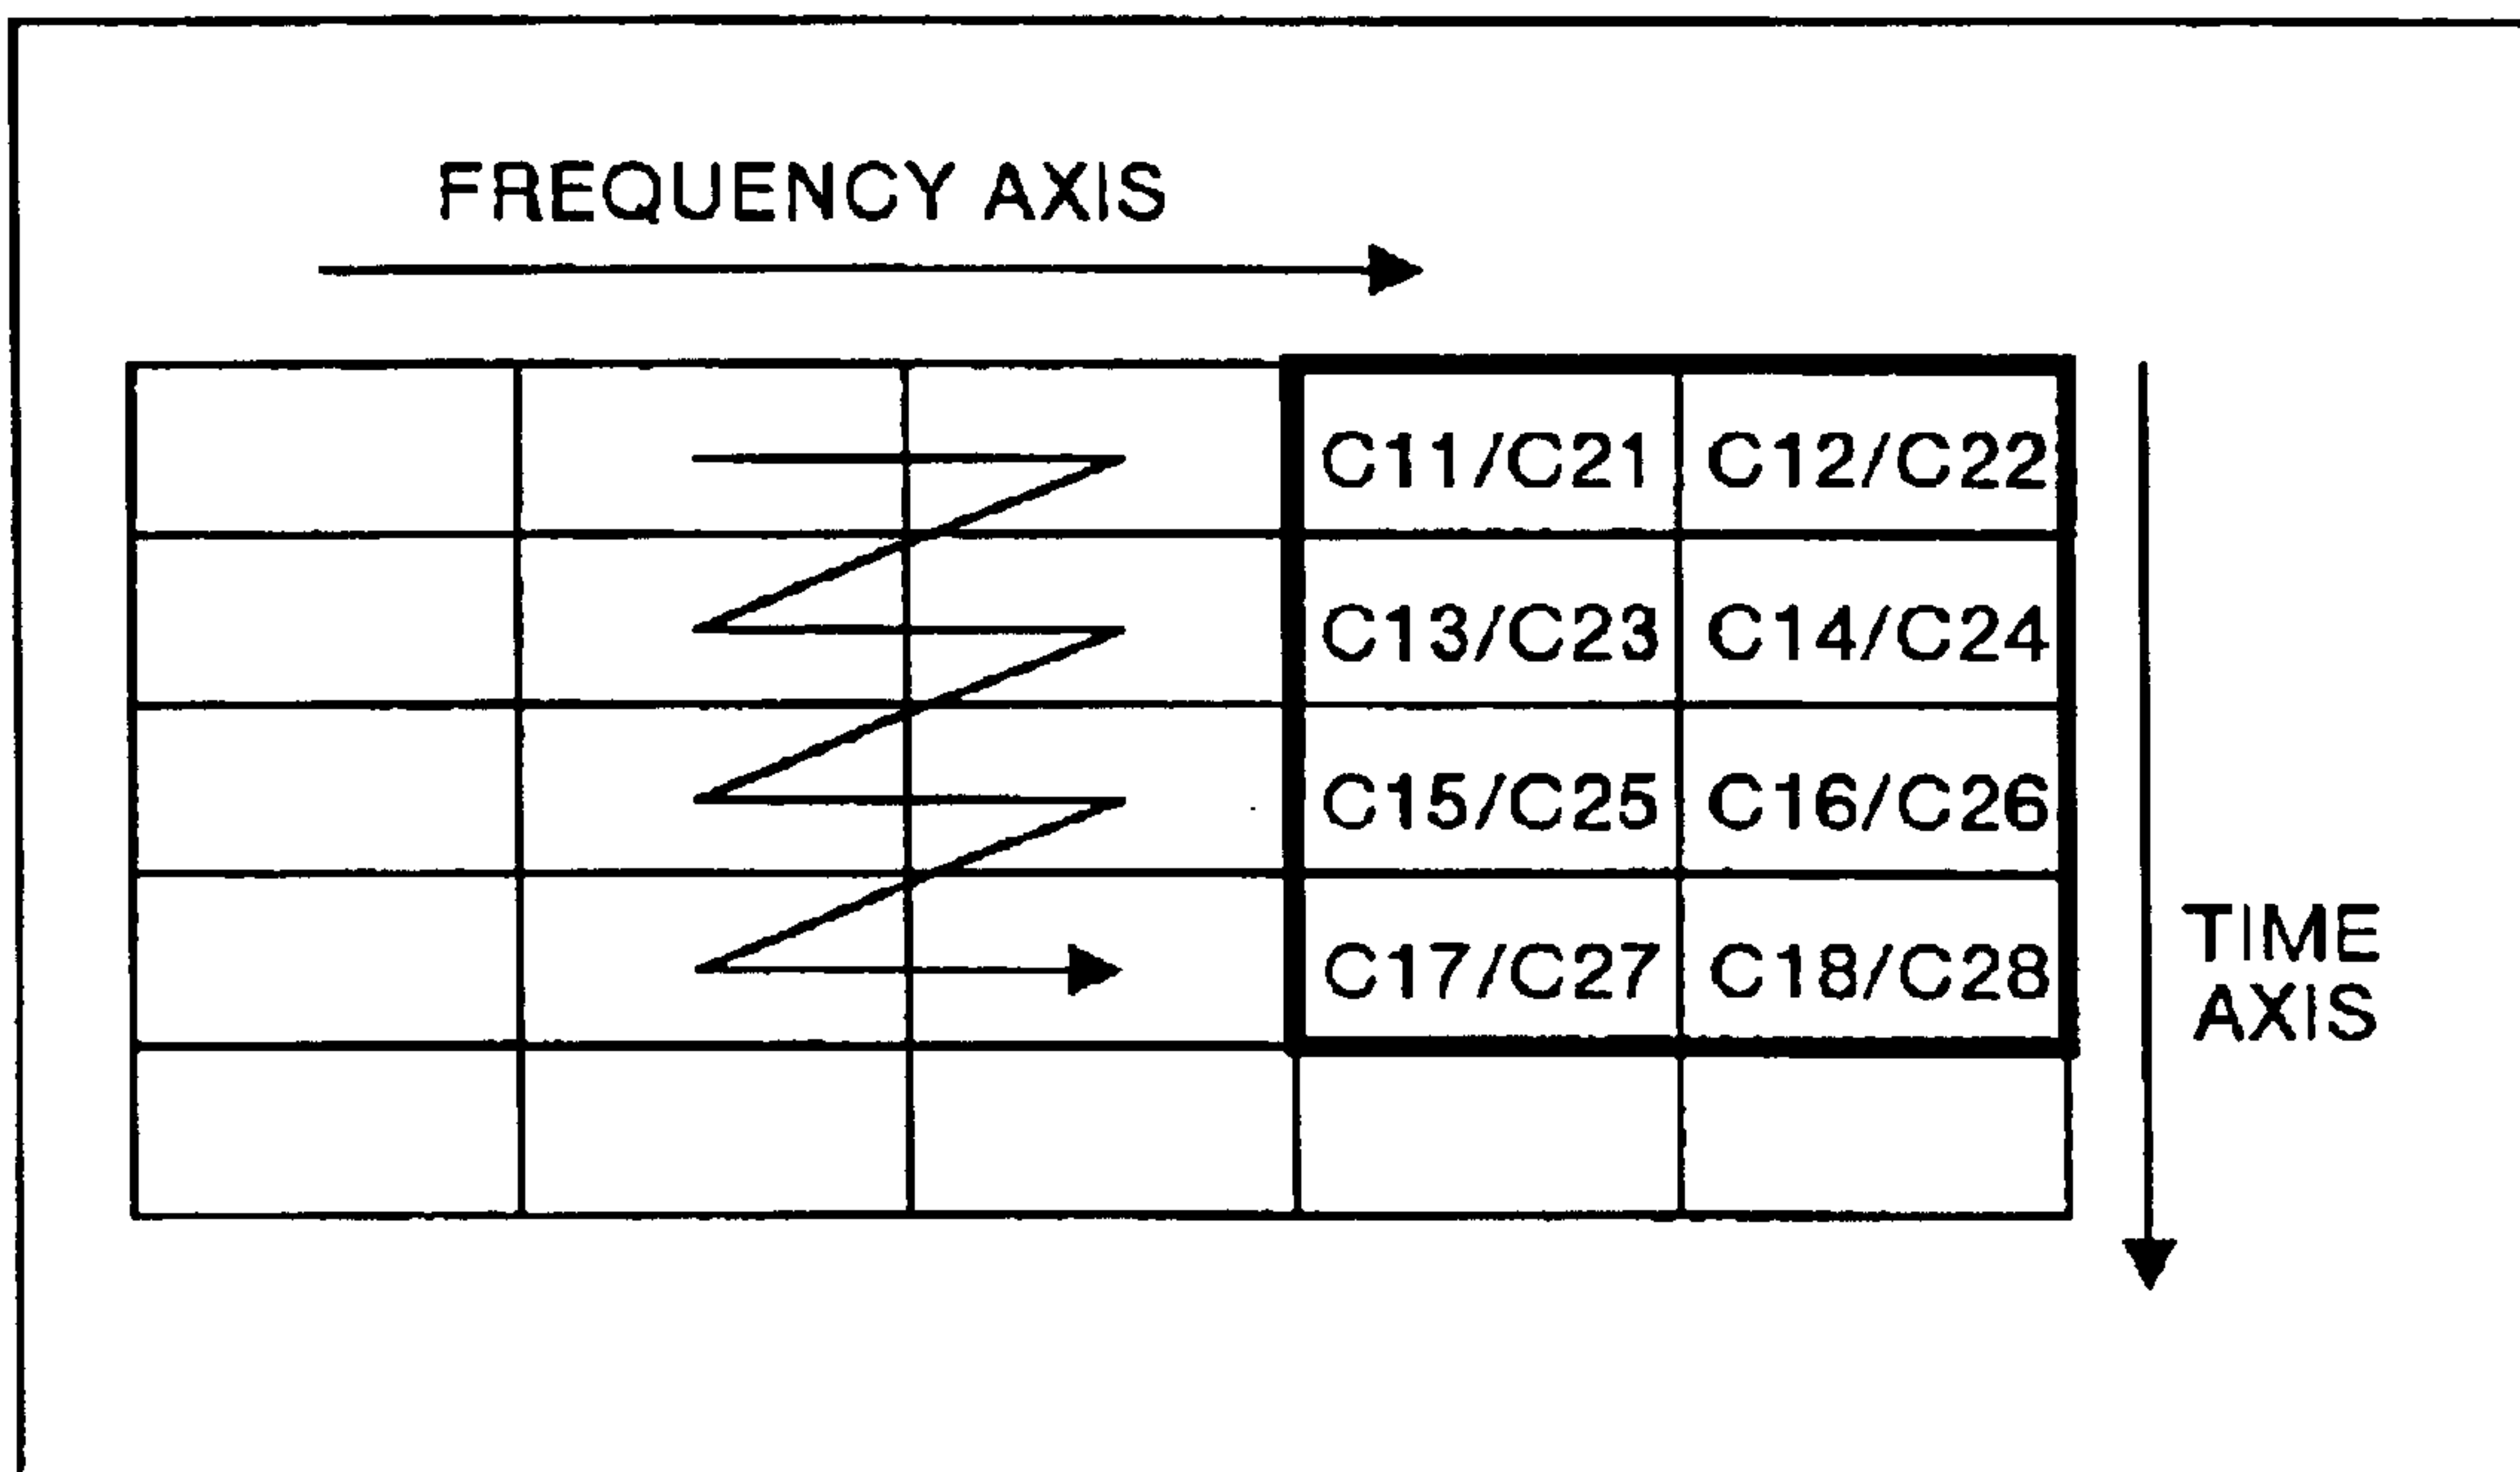 FREQUENCY AXIS
C11/C21 C12/C22
C13/C23 C14/C24
C15/C25 C16/C26
C17/C27 C18/C28
TIME
AXIS